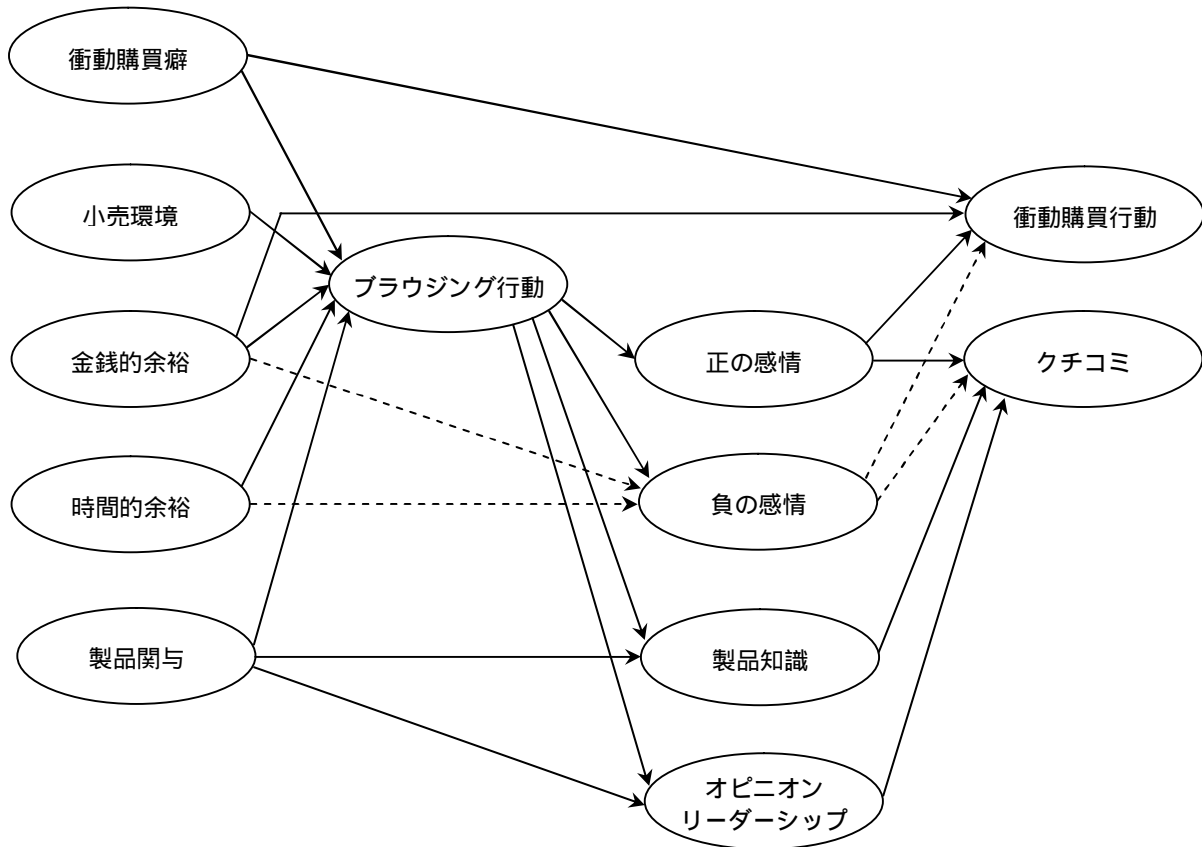 衝動購買癖
小売環境
衝動購買行動
ブラウジング行動
金銭的余裕
正の感情
クチコミ
時間的余裕
負の感情
製品関与
製品知識
オピニオン
リーダーシップ